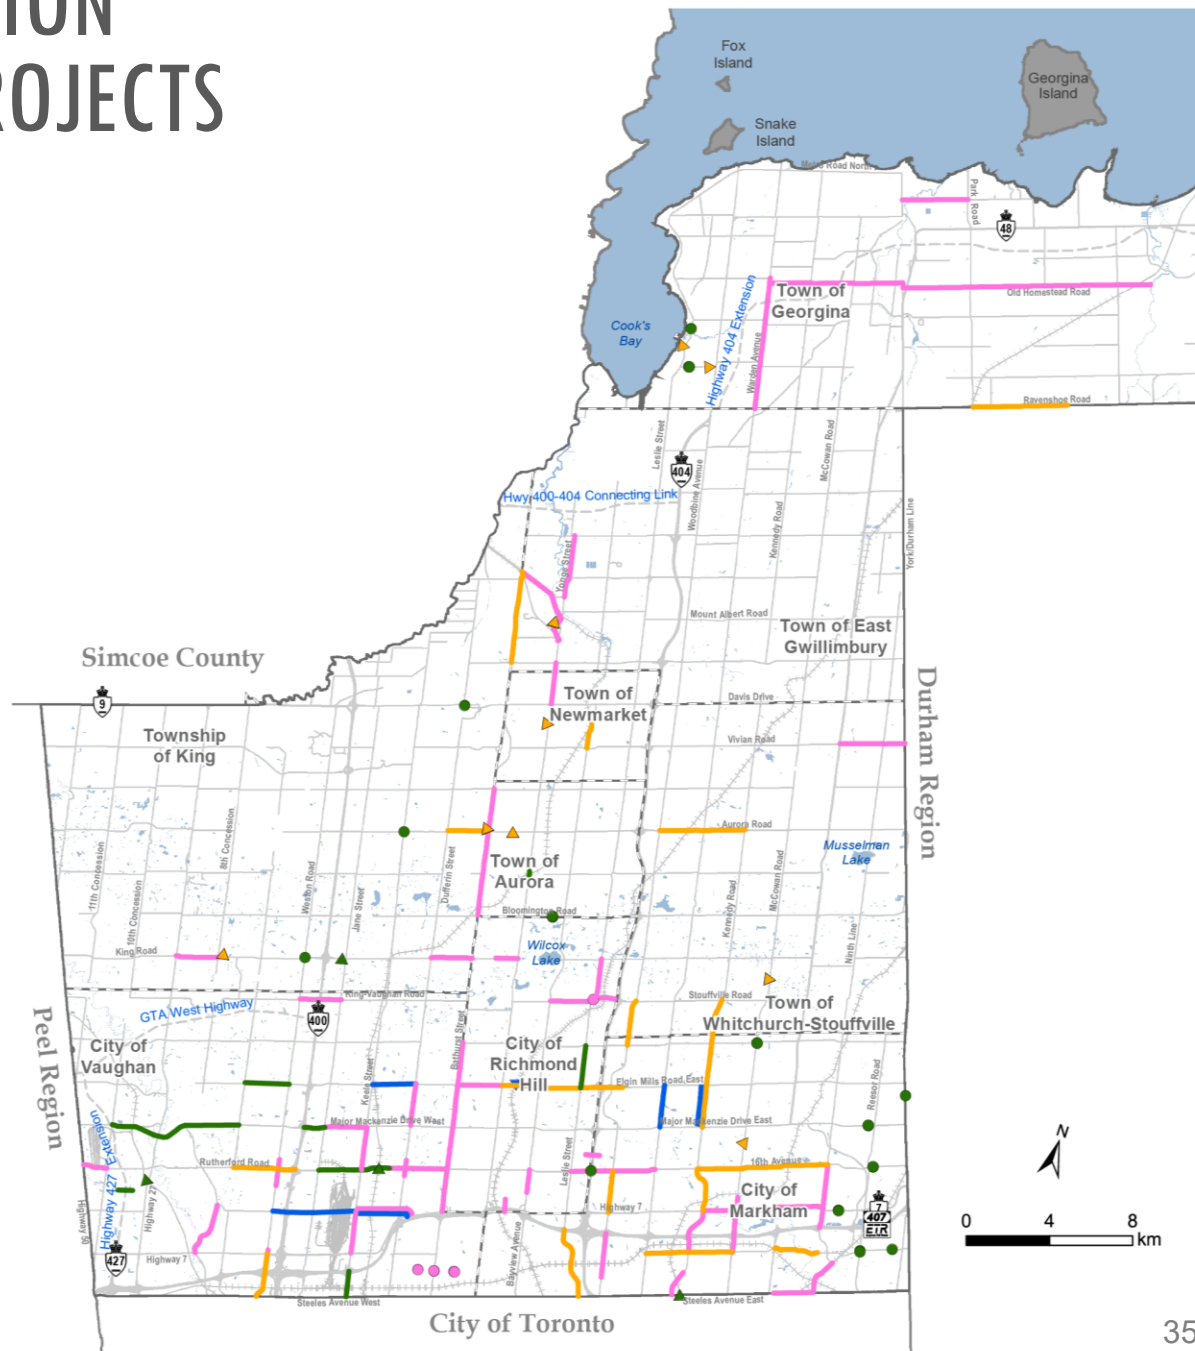 TION
ROJECTS
Fox
Island
Georgina
Island
Snake
Island
Metro Road North
Park Road
48
Town of
Georgina
Old Homestead Road
Cook's
Bay
Highway 404 Extension
Warden Avenue
Ravenshoe Road
Leslie Street
McCowan Road
404
Woodbine Avenue
Hwy 400-404 Connecting Link
Kennedy Road
York/Durham Line
Yonge Street
Mount Albert Road
Town of East
Gwillimbury
Simcoe County
Durham Region
9
Town of
Newmarket
Davis Drive
Township
of King
Vivian Road
Aurora Road
Musselman
Lake
8th Concession
11th Concession
10th Concession
Weston Road
Jane Street
Dufferin Street
Town of
Aurora
Kennedy Road
McCowan Road
Bloomington Road
Ninth Line
King Road
Wilcox
Lake
King-Vaughan Road
Stouffville Road
GTA West Highway
400
Town of
Whitchurch-Stouffville
Peel Region
City of
Vaughan
Bathurst Street
City of
Richmond
Hill
Keele Street
Elgin Mills Road East
Reesor Road
Major Mackenzie Drive West
Major Mackenzie Drive East
Highway 427 Extension
Rutherford Road
Leslie Street
16th Avenue
N
City of
Markham
Highway 50
Highway 27
Highway 7
7
407
ETR
0 4 8
km
427
Highway 7
Bayview Avenue
Steeles Avenue West
Steeles Avenue East
City of Toronto
35